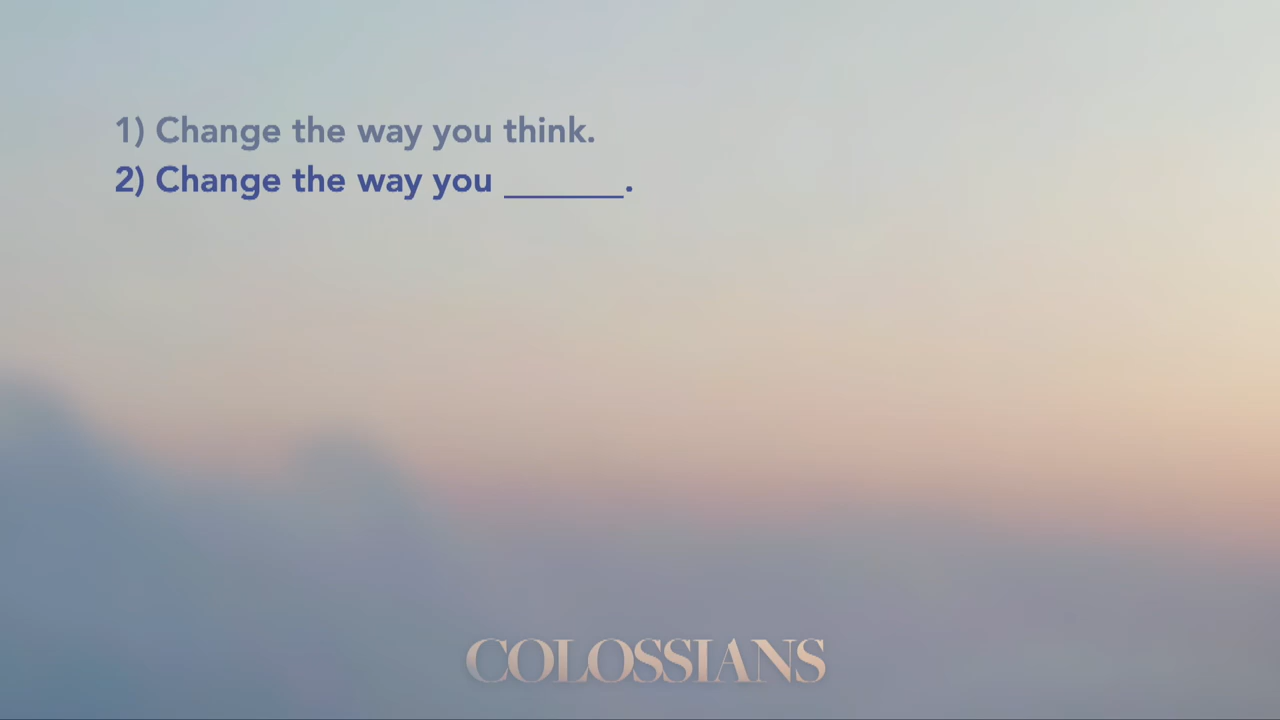 1) Change the way you think.
2) Change the way you _______.
COLOSSIANS